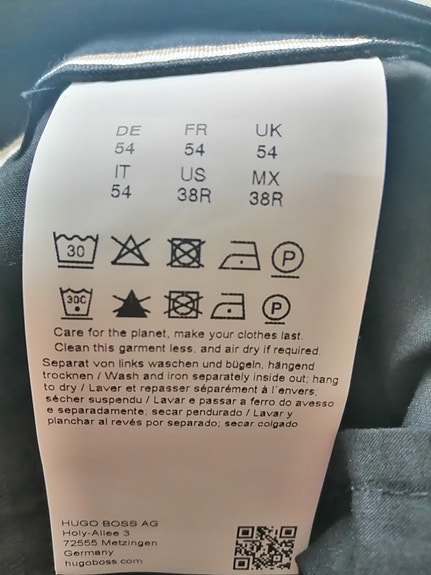 DE FR UK
54 54 54
IT US MX
54 38R 38R
30 P
30C P
Care for the planet, make your clothes last.
Clean this garment less, and air dry if required.
Separat von links waschen und bügeln, hängend
trocknen / Wash and iron separately inside out; hang
to dry / Laver et repasser séparément à l'envers;
sécher suspendu / Lavar e passar a ferro do avesso
e separadamente; secar pendurado / Lavar y
planchar al revés por separado; secar colgado
HUGO BOSS AG
Holy-Allee 3
72555 Metzingen
Germany
hugoboss.com